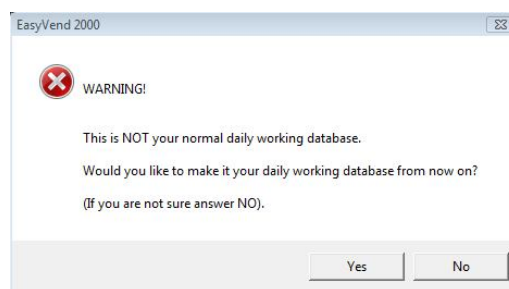 EasyVend 2000
WARNING!
This is NOT your normal daily working database.
Would you like to make it your daily working database from now on?
(If you are not sure answer NO).
Yes No